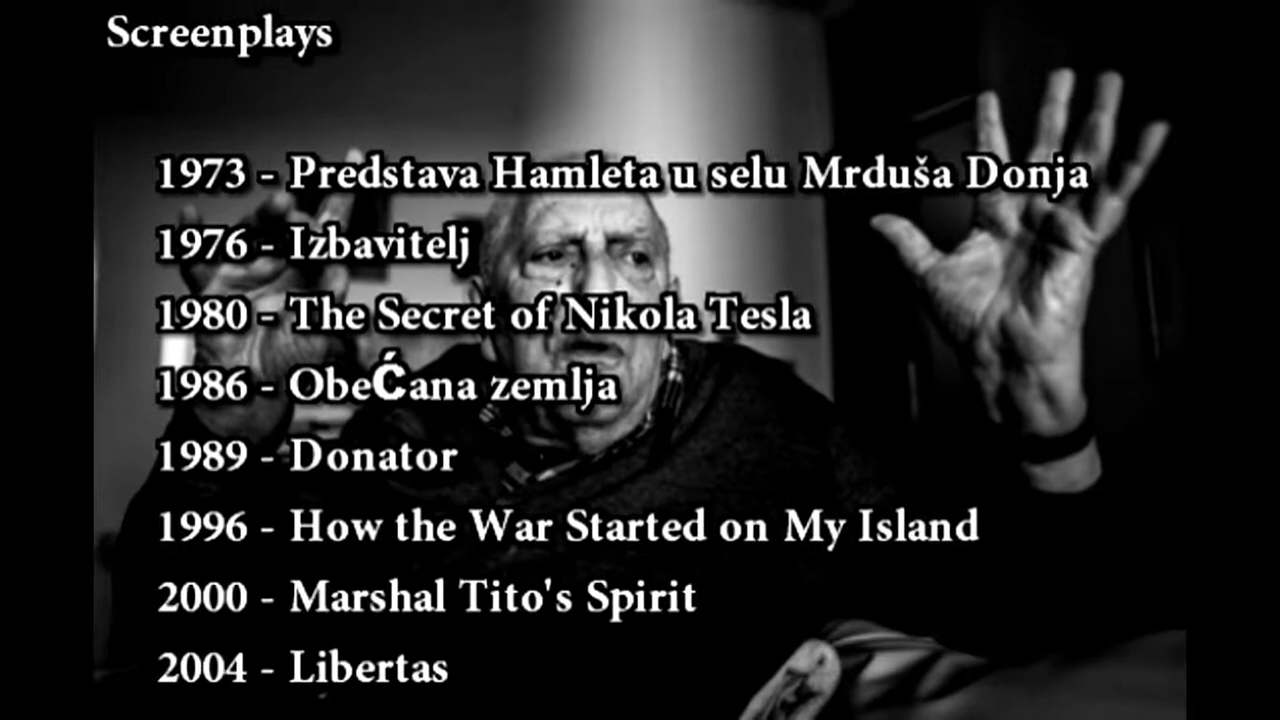 Screenplays
1973 - Predstava Hamleta u selu Mrduša Donja
1976 - Izbavitelj
1980 - The Secret of Nikola Tesla
1986 - ObeĆana zemlja
1989 - Donator
1996 - How the War Started on My Island
2000 - Marshal Tito's Spirit
2004 - Libertas